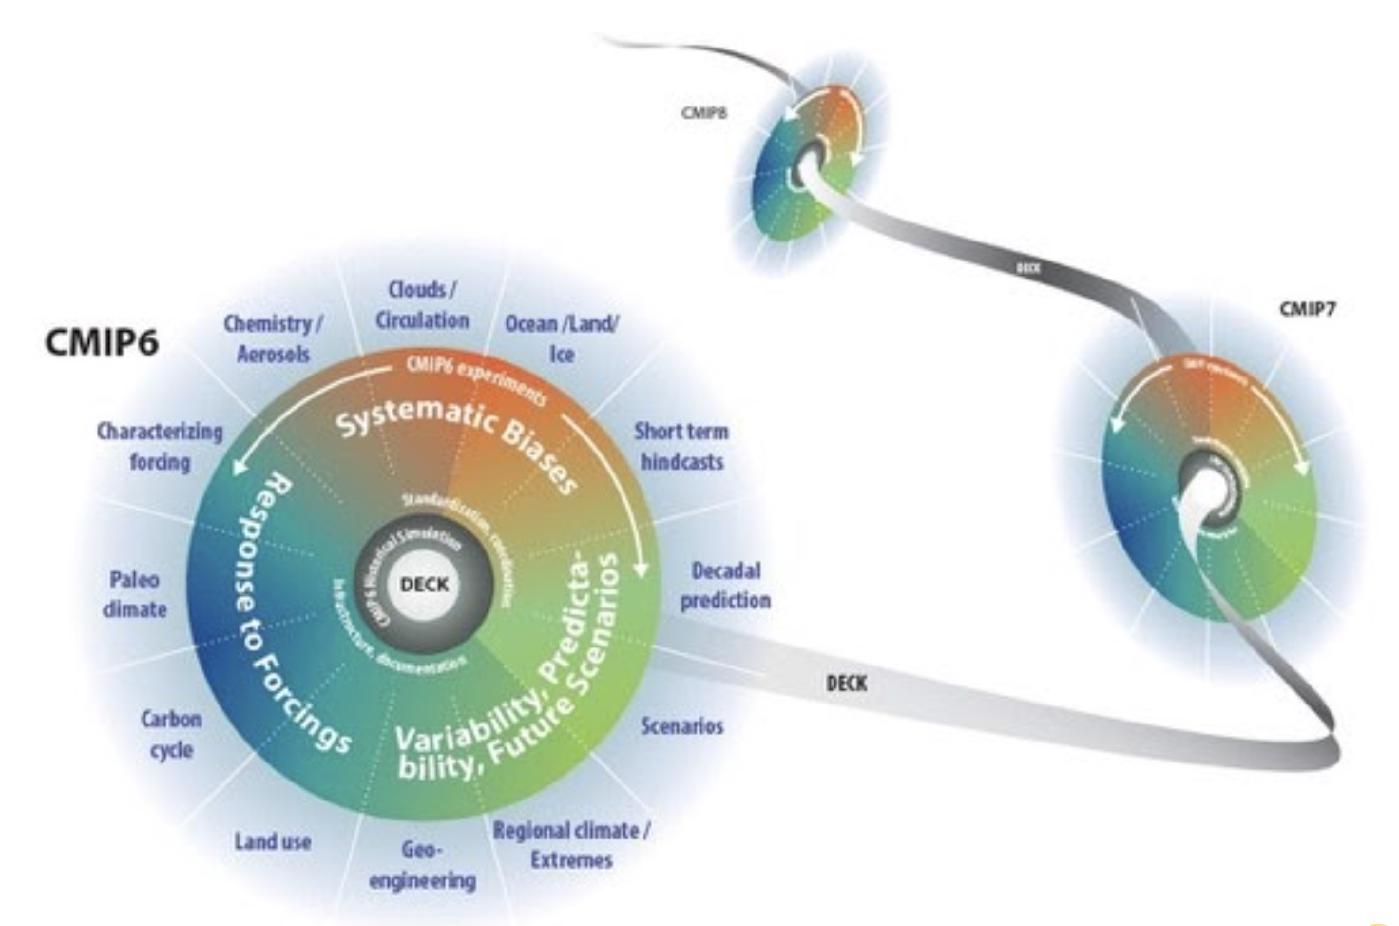 CMIP8
DECK
CMIP7
CMIP6
Clouds /
Circulation
Chemistry /
Aerosols
Ocean /Land/
Ice
Characterizing
forcing
Short term
hindcasts
Paleo
climate
Decadal
prediction
Carbon
cycle
Scenarios
Land use
Geo-
engineering
Regional climate /
Extremes
CMIP6 experiments
Systematic Biases
Response to Forcings
Variability, Predicta-
bility, Future Scenarios
Standardization, coordination,
infrastructure, documentation
CMIP6 Historical Simulation
DECK
DECK